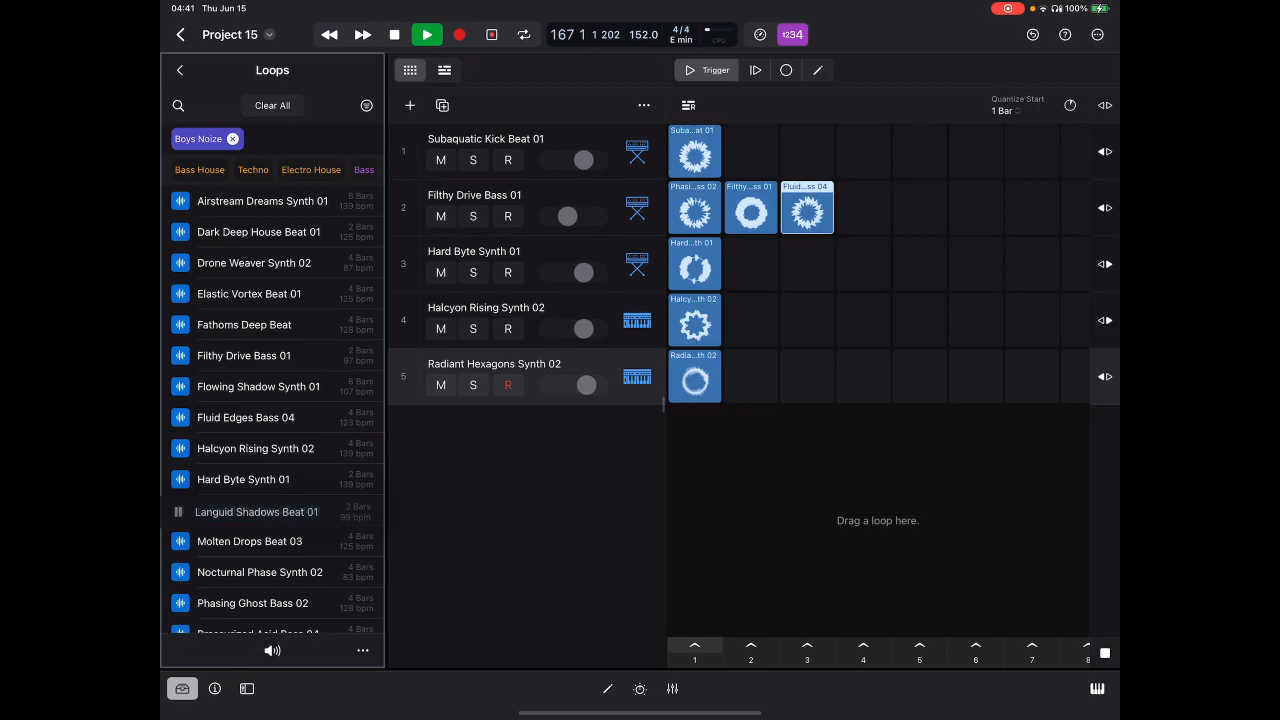 04:41 Thu Jun 15
100%
Project 15
167 1 1 202 152.0 4/4 E min CPU
1234
Loops
Trigger
Clear All
Quantize Start
1 Bar
Boys Noize
Bass House Techno Electro House Bass
Airstream Dreams Synth 01 8 Bars 139 bpm
Dark Deep House Beat 01 2 Bars 125 bpm
Drone Weaver Synth 02 4 Bars 87 bpm
Elastic Vortex Beat 01 4 Bars 125 bpm
Fathoms Deep Beat 4 Bars 128 bpm
Filthy Drive Bass 01 2 Bars 97 bpm
Flowing Shadow Synth 01 8 Bars 107 bpm
Fluid Edges Bass 04 4 Bars 123 bpm
Halcyon Rising Synth 02 4 Bars 139 bpm
Hard Byte Synth 01 2 Bars 139 bpm
Languid Shadows Beat 01 2 Bars 99 bpm
Molten Drops Beat 03 4 Bars 125 bpm
Nocturnal Phase Synth 02 4 Bars 83 bpm
Phasing Ghost Bass 02 4 Bars 128 bpm
Pressurized Acid Bass 04 4 Bars
1 Subaquatic Kick Beat 01
M S R
2 Filthy Drive Bass 01
M S R
3 Hard Byte Synth 01
M S R
4 Halcyon Rising Synth 02
M S R
5 Radiant Hexagons Synth 02
M S R
Suba...at 01
Phasi...ss 02 Filthy...ss 01 Fluid...ss 04
Hard...th 01
Halcy...th 02
Radia...th 02
Drag a loop here.
1 2 3 4 5 6 7 8